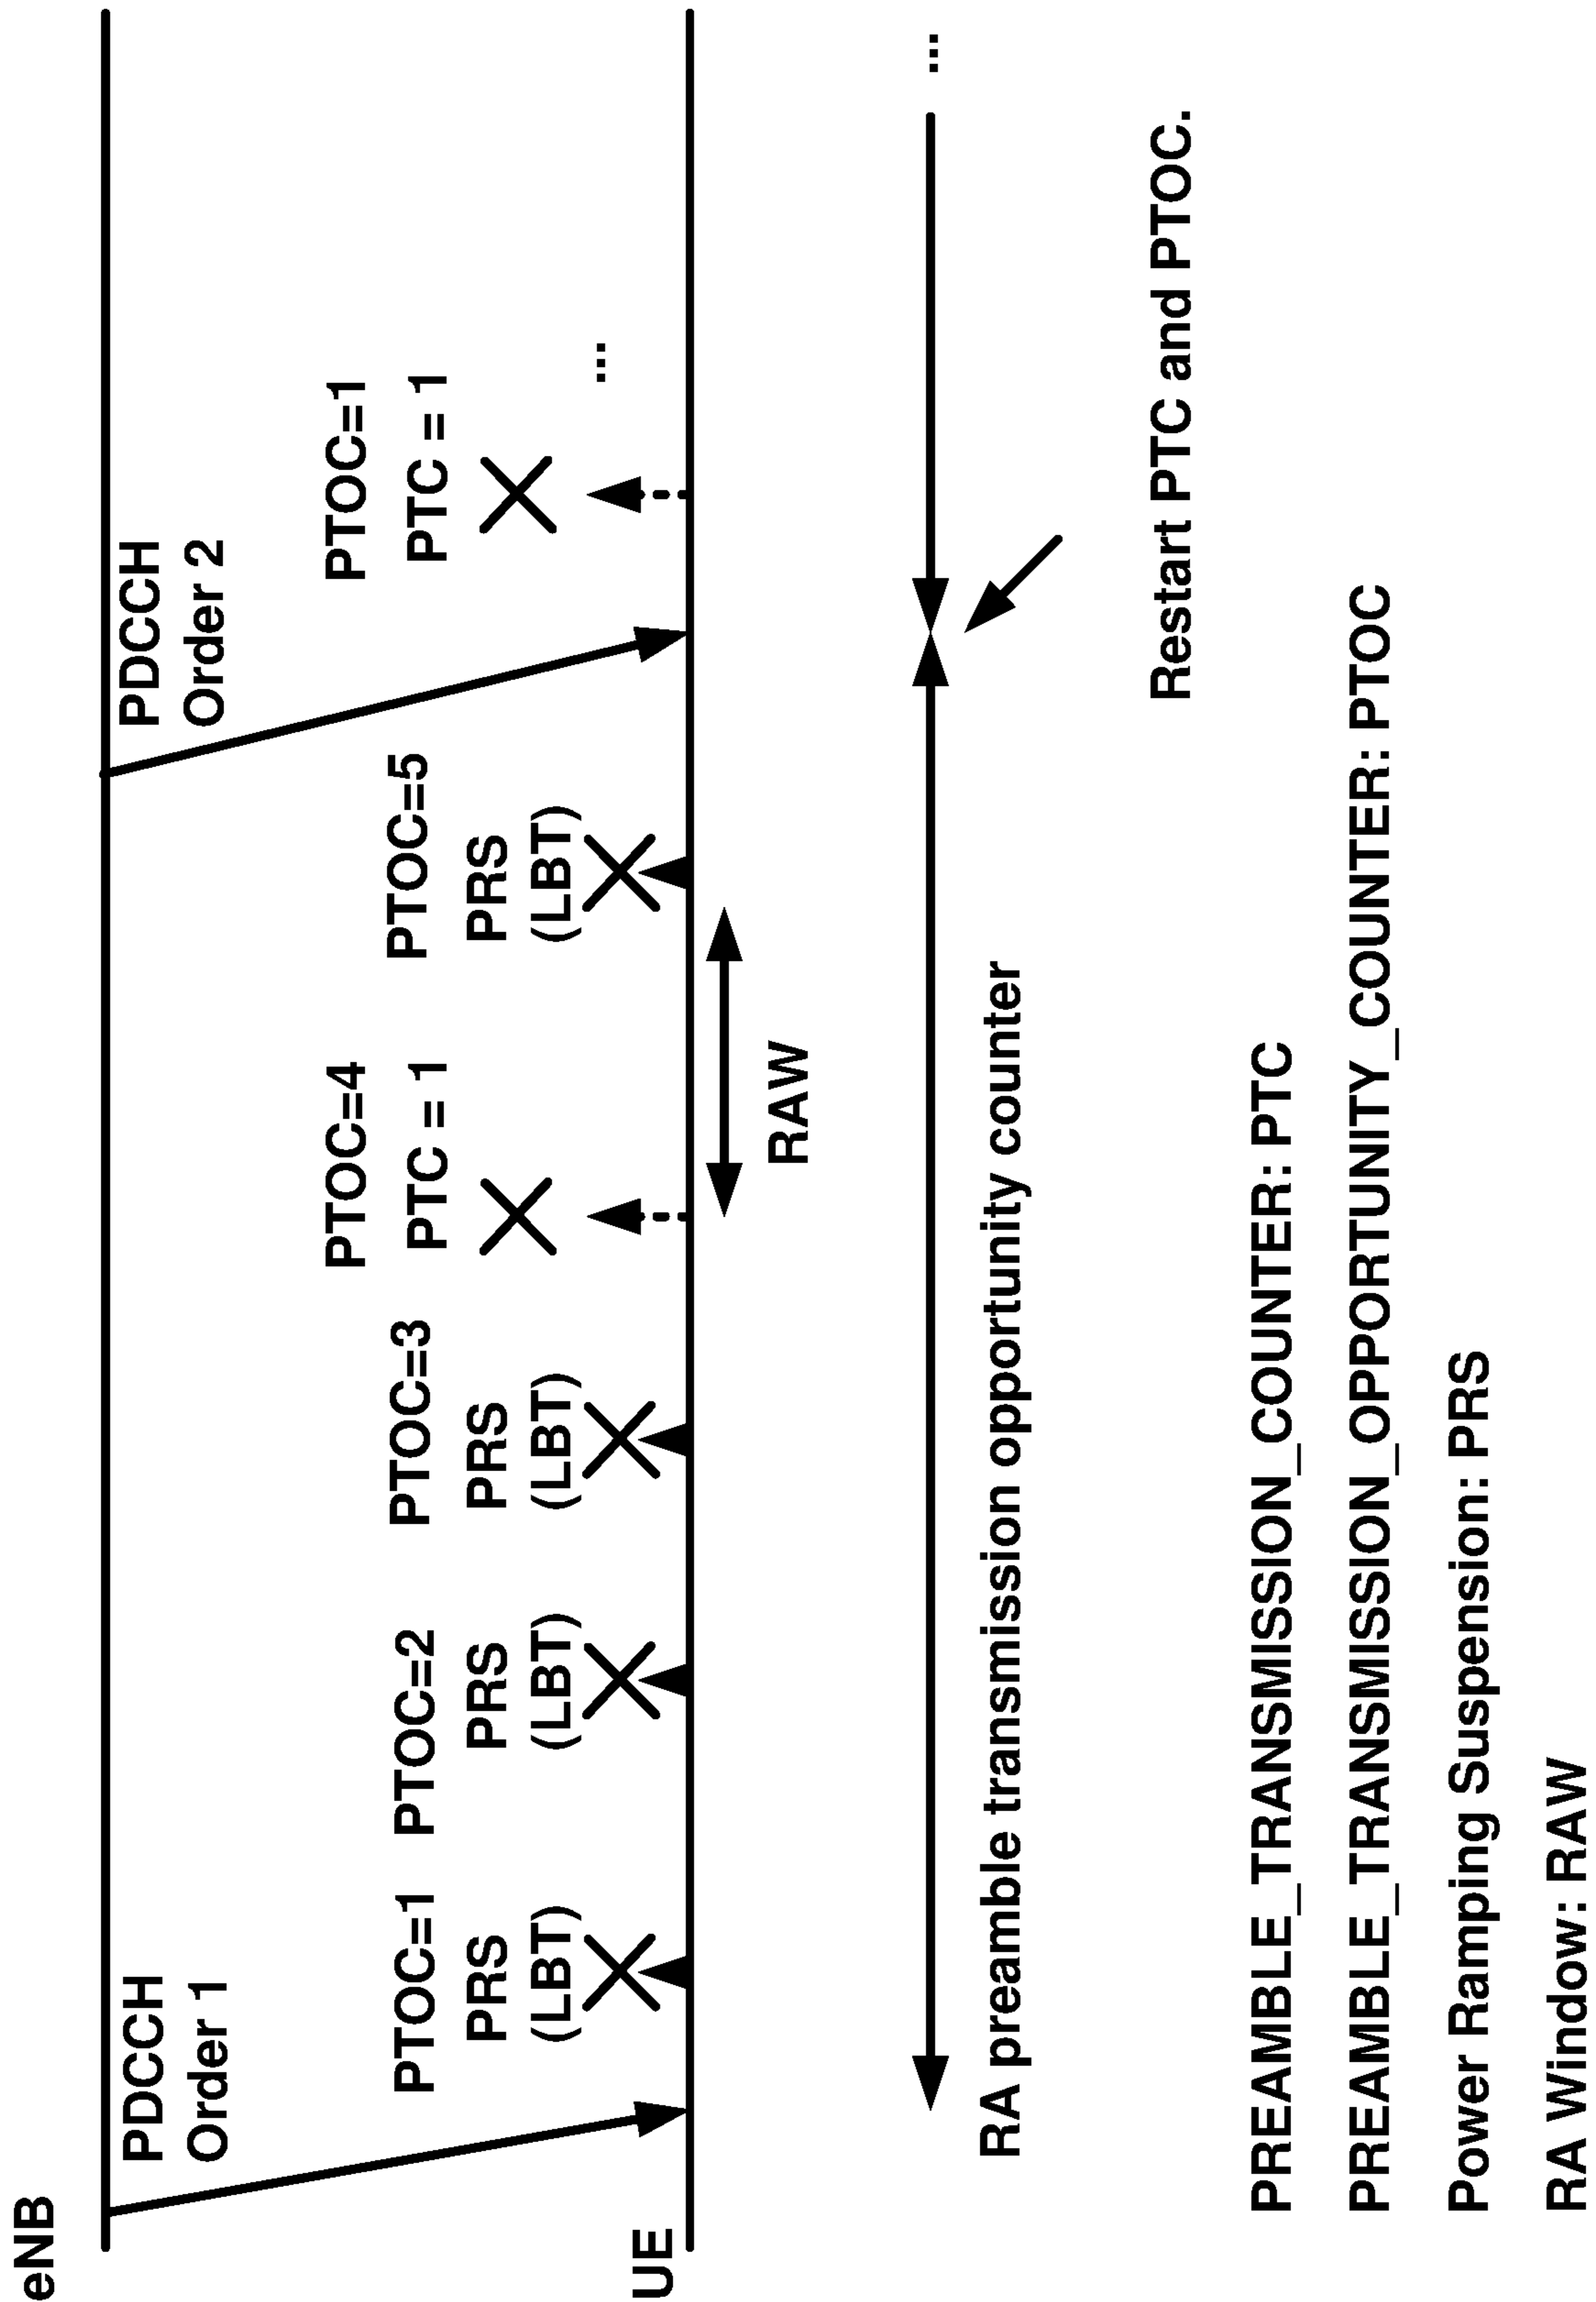 eNB
PDCCH
Order 1
PDCCH
Order 2
PTOC=1
PRS
(LBT)
PTOC=2
PRS
(LBT)
PTOC=3
PRS
(LBT)
PTOC=4
PTC = 1
PTOC=5
PRS
(LBT)
PTOC=1
PTC = 1
...
UE
RAW
...
RA preamble transmission opportunity counter
Restart PTC and PTOC.
PREAMBLE_TRANSMISSION_COUNTER: PTC
PREAMBLE_TRANSMISSION_OPPORTUNITY_COUNTER: PTOC
Power Ramping Suspension: PRS
RA Window: RAW